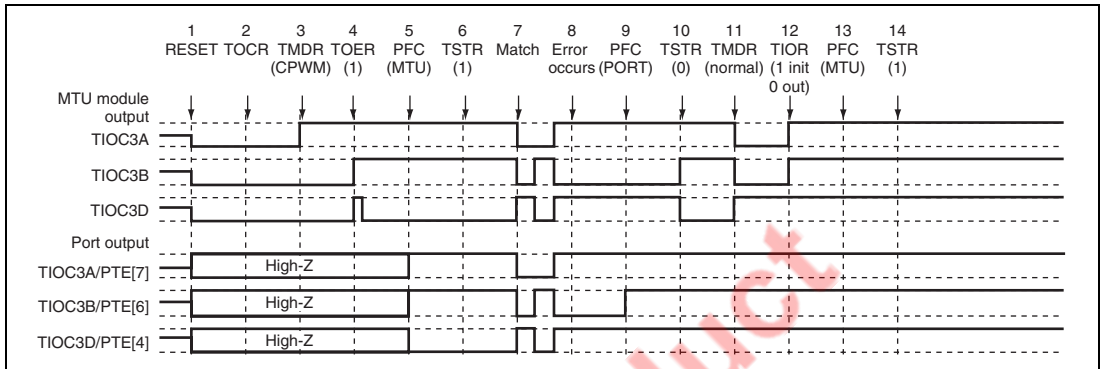 1 2 3 4 5 6 7 8 9 10 11 12 13 14
RESET TOCR TMDR TOER PFC TSTR Match Error PFC TSTR TMDR TIOR PFC TSTR
(CPWM) (1) (MTU) (1) occurs (PORT) (0) (normal) (1 init (MTU) (1)
0 out)
MTU module
output
TIOC3A
TIOC3B
TIOC3D
Port output
TIOC3A/PTE[7] High-Z
TIOC3B/PTE[6] High-Z
TIOC3D/PTE[4] High-Z
duct